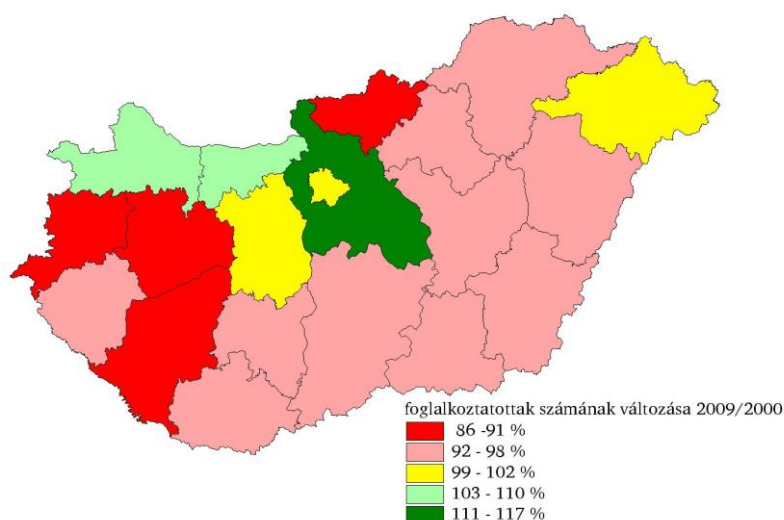 foglalkoztatottak számának változása 2009/2000
86 -91 %
92 - 98 %
99 - 102 %
103 - 110 %
111 - 117 %